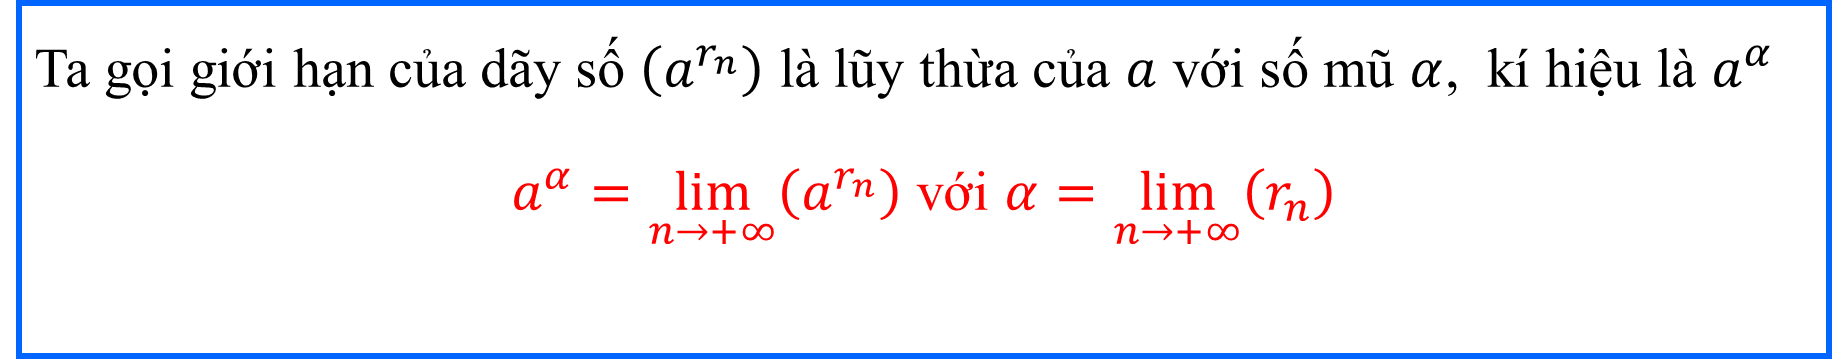 Ta gọi giới hạn của dãy số (a^{r_n}) là lũy thừa của a với số mũ α, kí hiệu là a^α
a^α = lim_{n→+∞} (a^{r_n}) với α = lim_{n→+∞} (r_n)